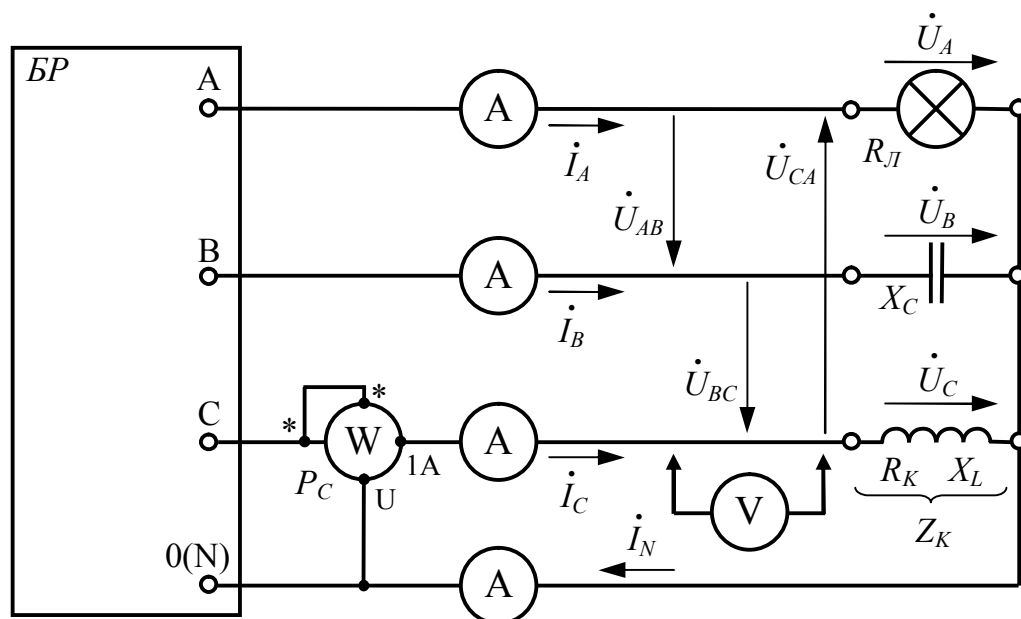 БР
A
A
İ_A
U̇_A
R_Л
U̇_AB
U̇_CA
B
A
İ_B
U̇_B
X_C
U̇_BC
C
*
*
W
P_C
1A
U
A
İ_C
U̇_C
R_K X_L
Z_K
V
0(N)
A
İ_N